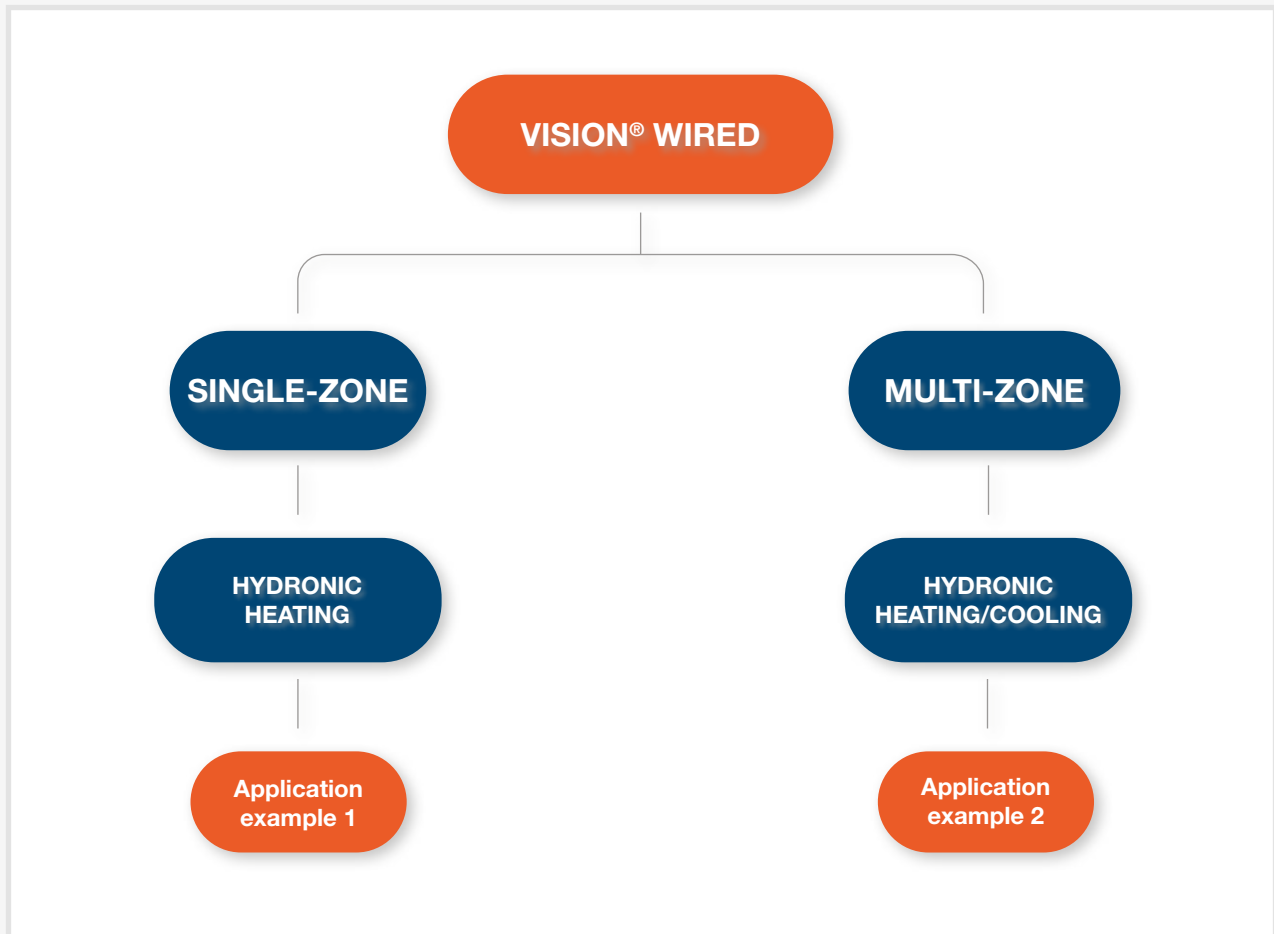 VISION® WIRED
SINGLE-ZONE
MULTI-ZONE
HYDRONIC
HEATING
HYDRONIC
HEATING/COOLING
Application
example 1
Application
example 2